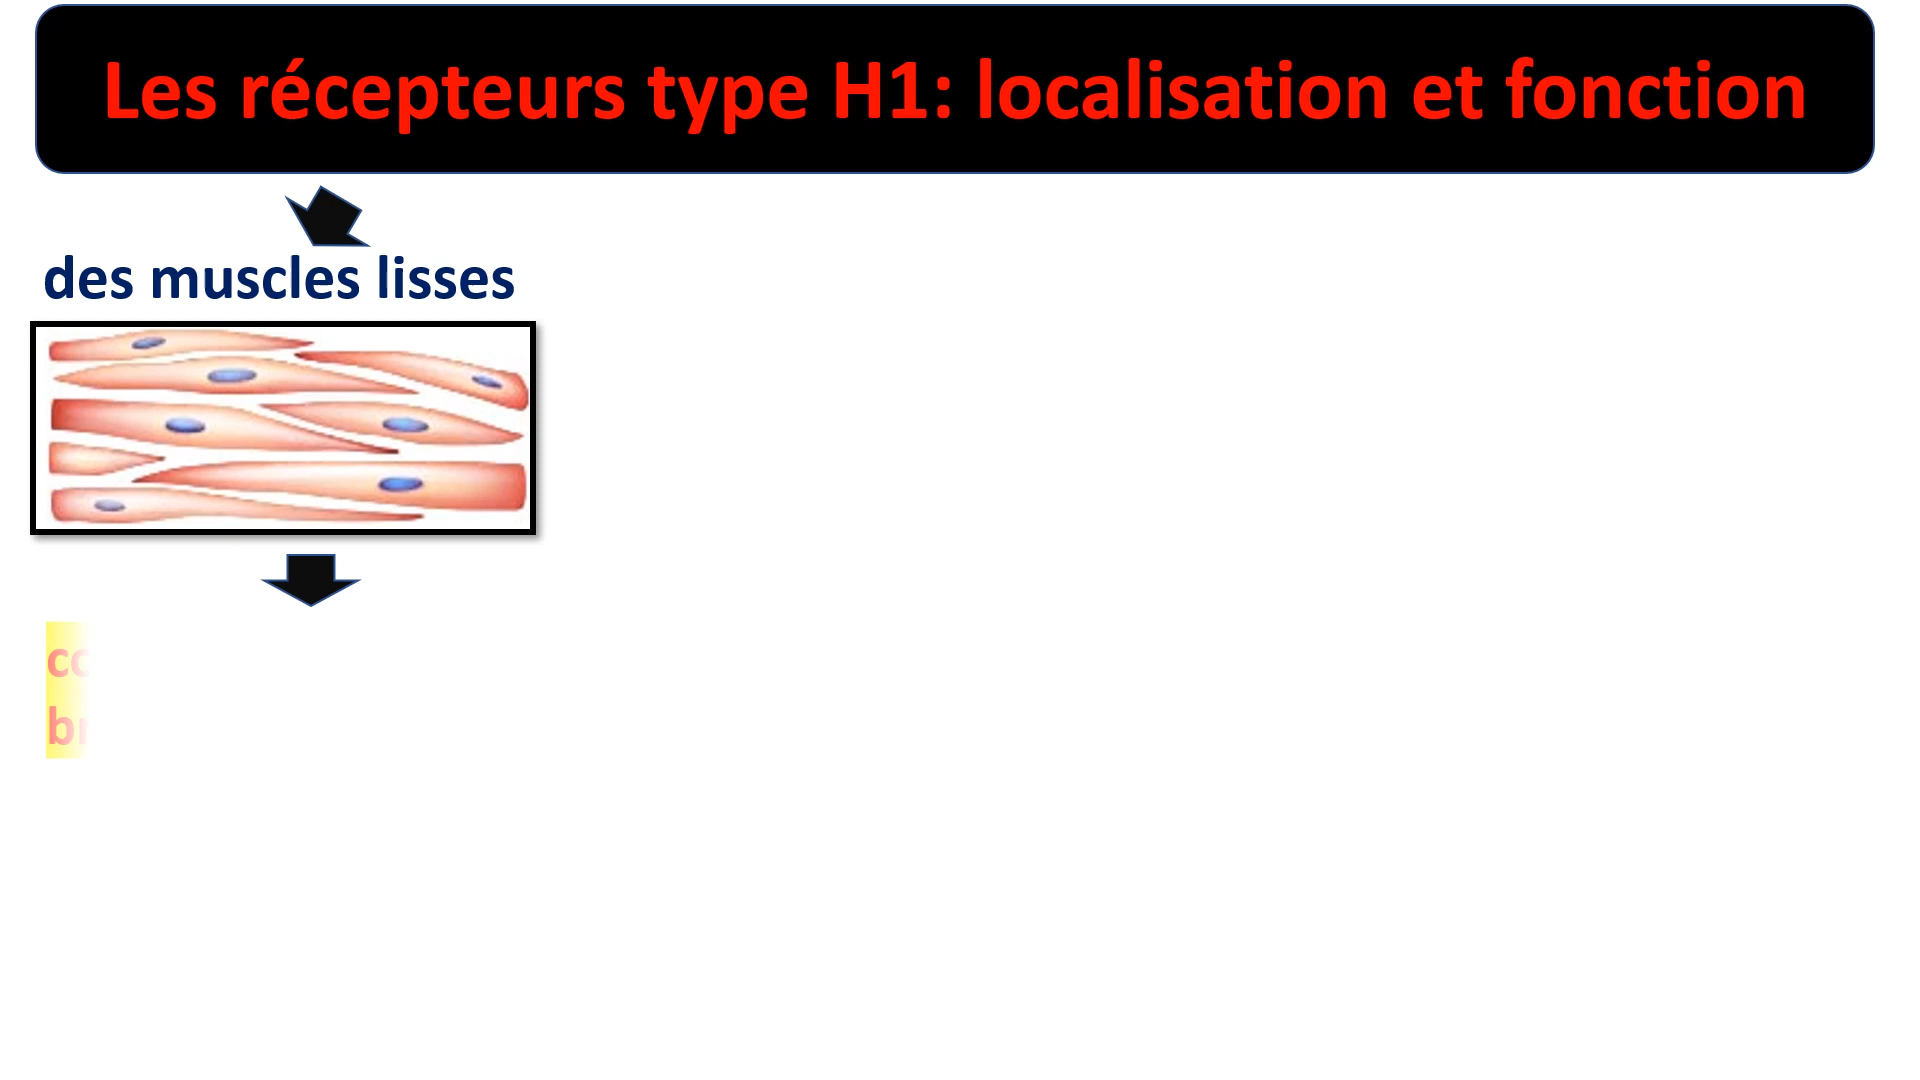 Les récepteurs type H1: localisation et fonction
des muscles lisses